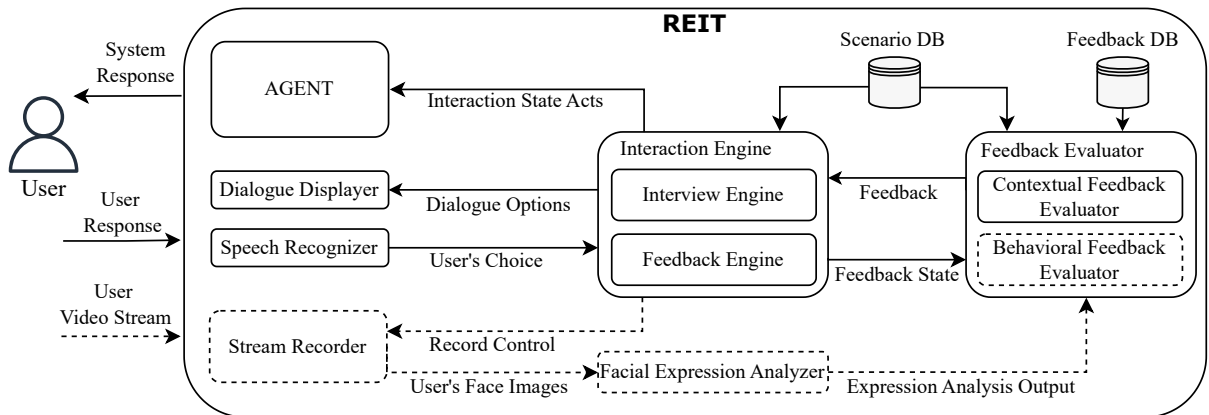 REIT
System
Response
User
User
Response
User
Video Stream
AGENT
Interaction State Acts
Scenario DB
Feedback DB
Dialogue Displayer
Dialogue Options
Speech Recognizer
User's Choice
Interaction Engine
Interview Engine
Feedback Engine
Feedback
Feedback State
Feedback Evaluator
Contextual Feedback
Evaluator
Behavioral Feedback
Evaluator
Stream Recorder
Record Control
User's Face Images
Facial Expression Analyzer
Expression Analysis Output